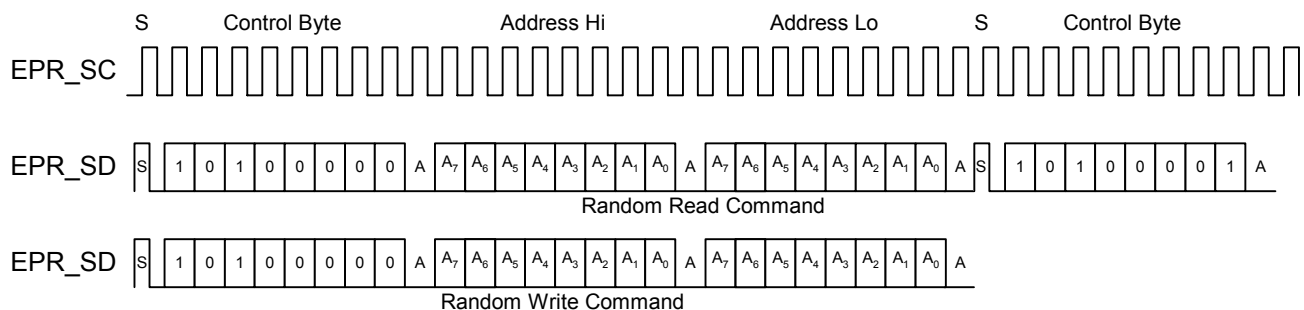 S Control Byte Address Hi Address Lo S Control Byte
EPR_SC
EPR_SD S 1 0 1 0 0 0 0 0 A A₇ A₆ A₅ A₄ A₃ A₂ A₁ A₀ A A₇ A₆ A₅ A₄ A₃ A₂ A₁ A₀ A S 1 0 1 0 0 0 0 1 A
Random Read Command
EPR_SD S 1 0 1 0 0 0 0 0 A A₇ A₆ A₅ A₄ A₃ A₂ A₁ A₀ A A₇ A₆ A₅ A₄ A₃ A₂ A₁ A₀ A
Random Write Command